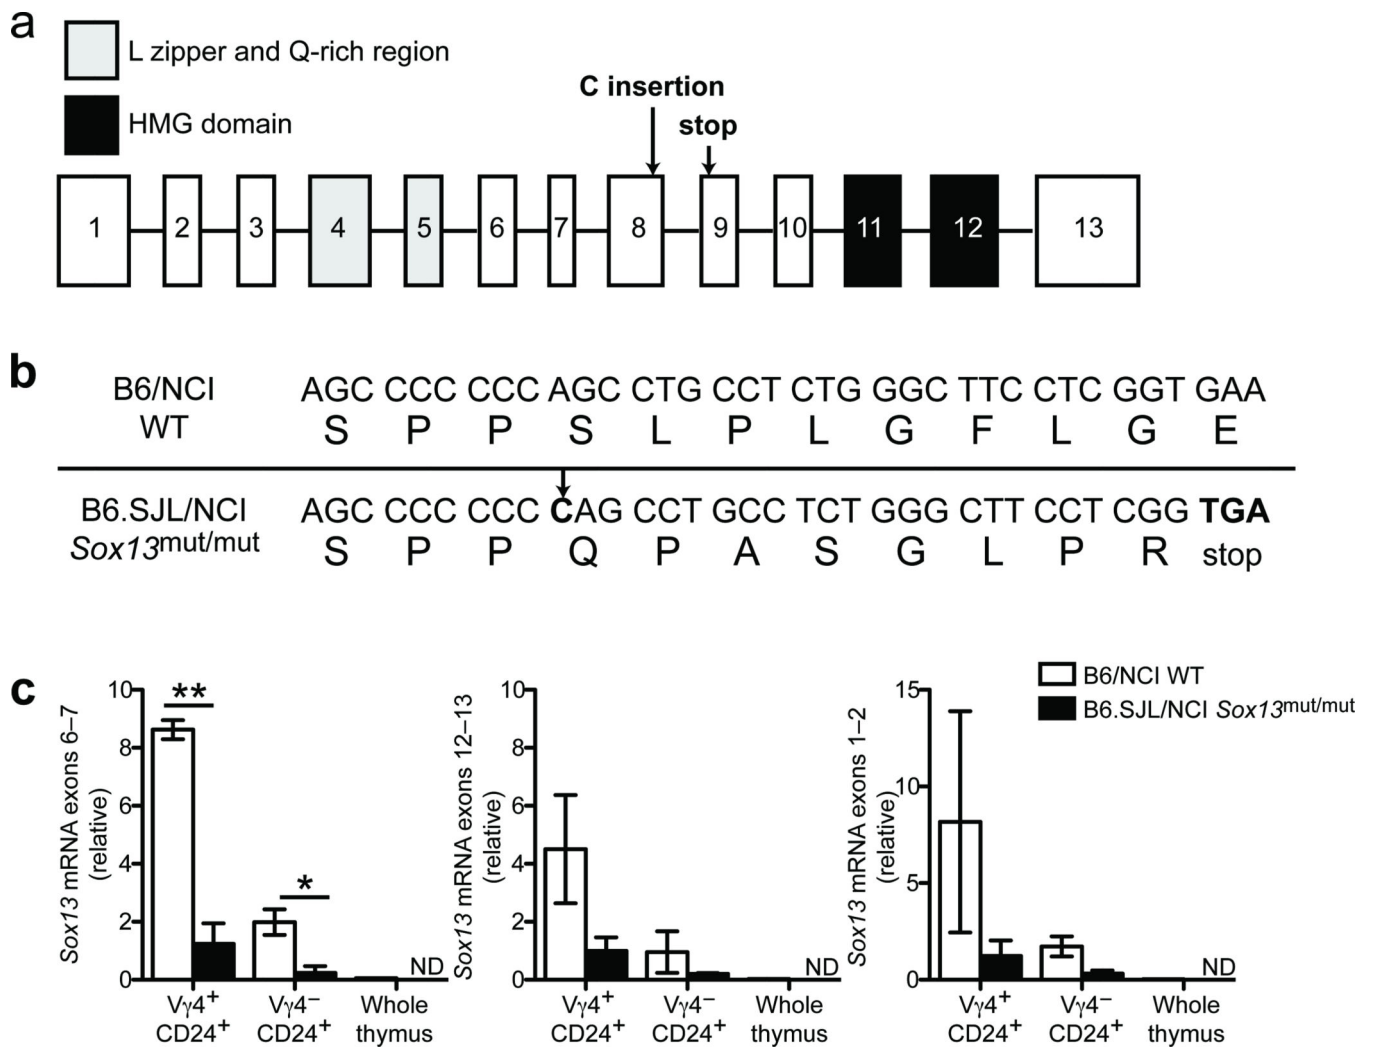 a
L zipper and Q-rich region
HMG domain
C insertion
stop
1 2 3 4 5 6 7 8 9 10 11 12 13
b
B6/NCI AGC CCC CCC AGC CTG CCT CTG GGC TTC CTC GGT GAA
WT S P P S L P L G F L G E
B6.SJL/NCI AGC CCC CCC CAG CCT GCC TCT GGG CTT CCT CGG TGA
Sox13mut/mut S P P Q P A S G L P R stop
c
B6/NCI WT
B6.SJL/NCI Sox13mut/mut
Sox13 mRNA exons 6–7
(relative)
10
8
6
4
2
0
**
*
ND
Vγ4+ Vγ4– Whole
CD24+ CD24+ thymus
Sox13 mRNA exons 12–13
(relative)
10
8
6
4
2
0
ND
Vγ4+ Vγ4– Whole
CD24+ CD24+ thymus
Sox13 mRNA exons 1–2
(relative)
15
10
5
0
ND
Vγ4+ Vγ4– Whole
CD24+ CD24+ thymus